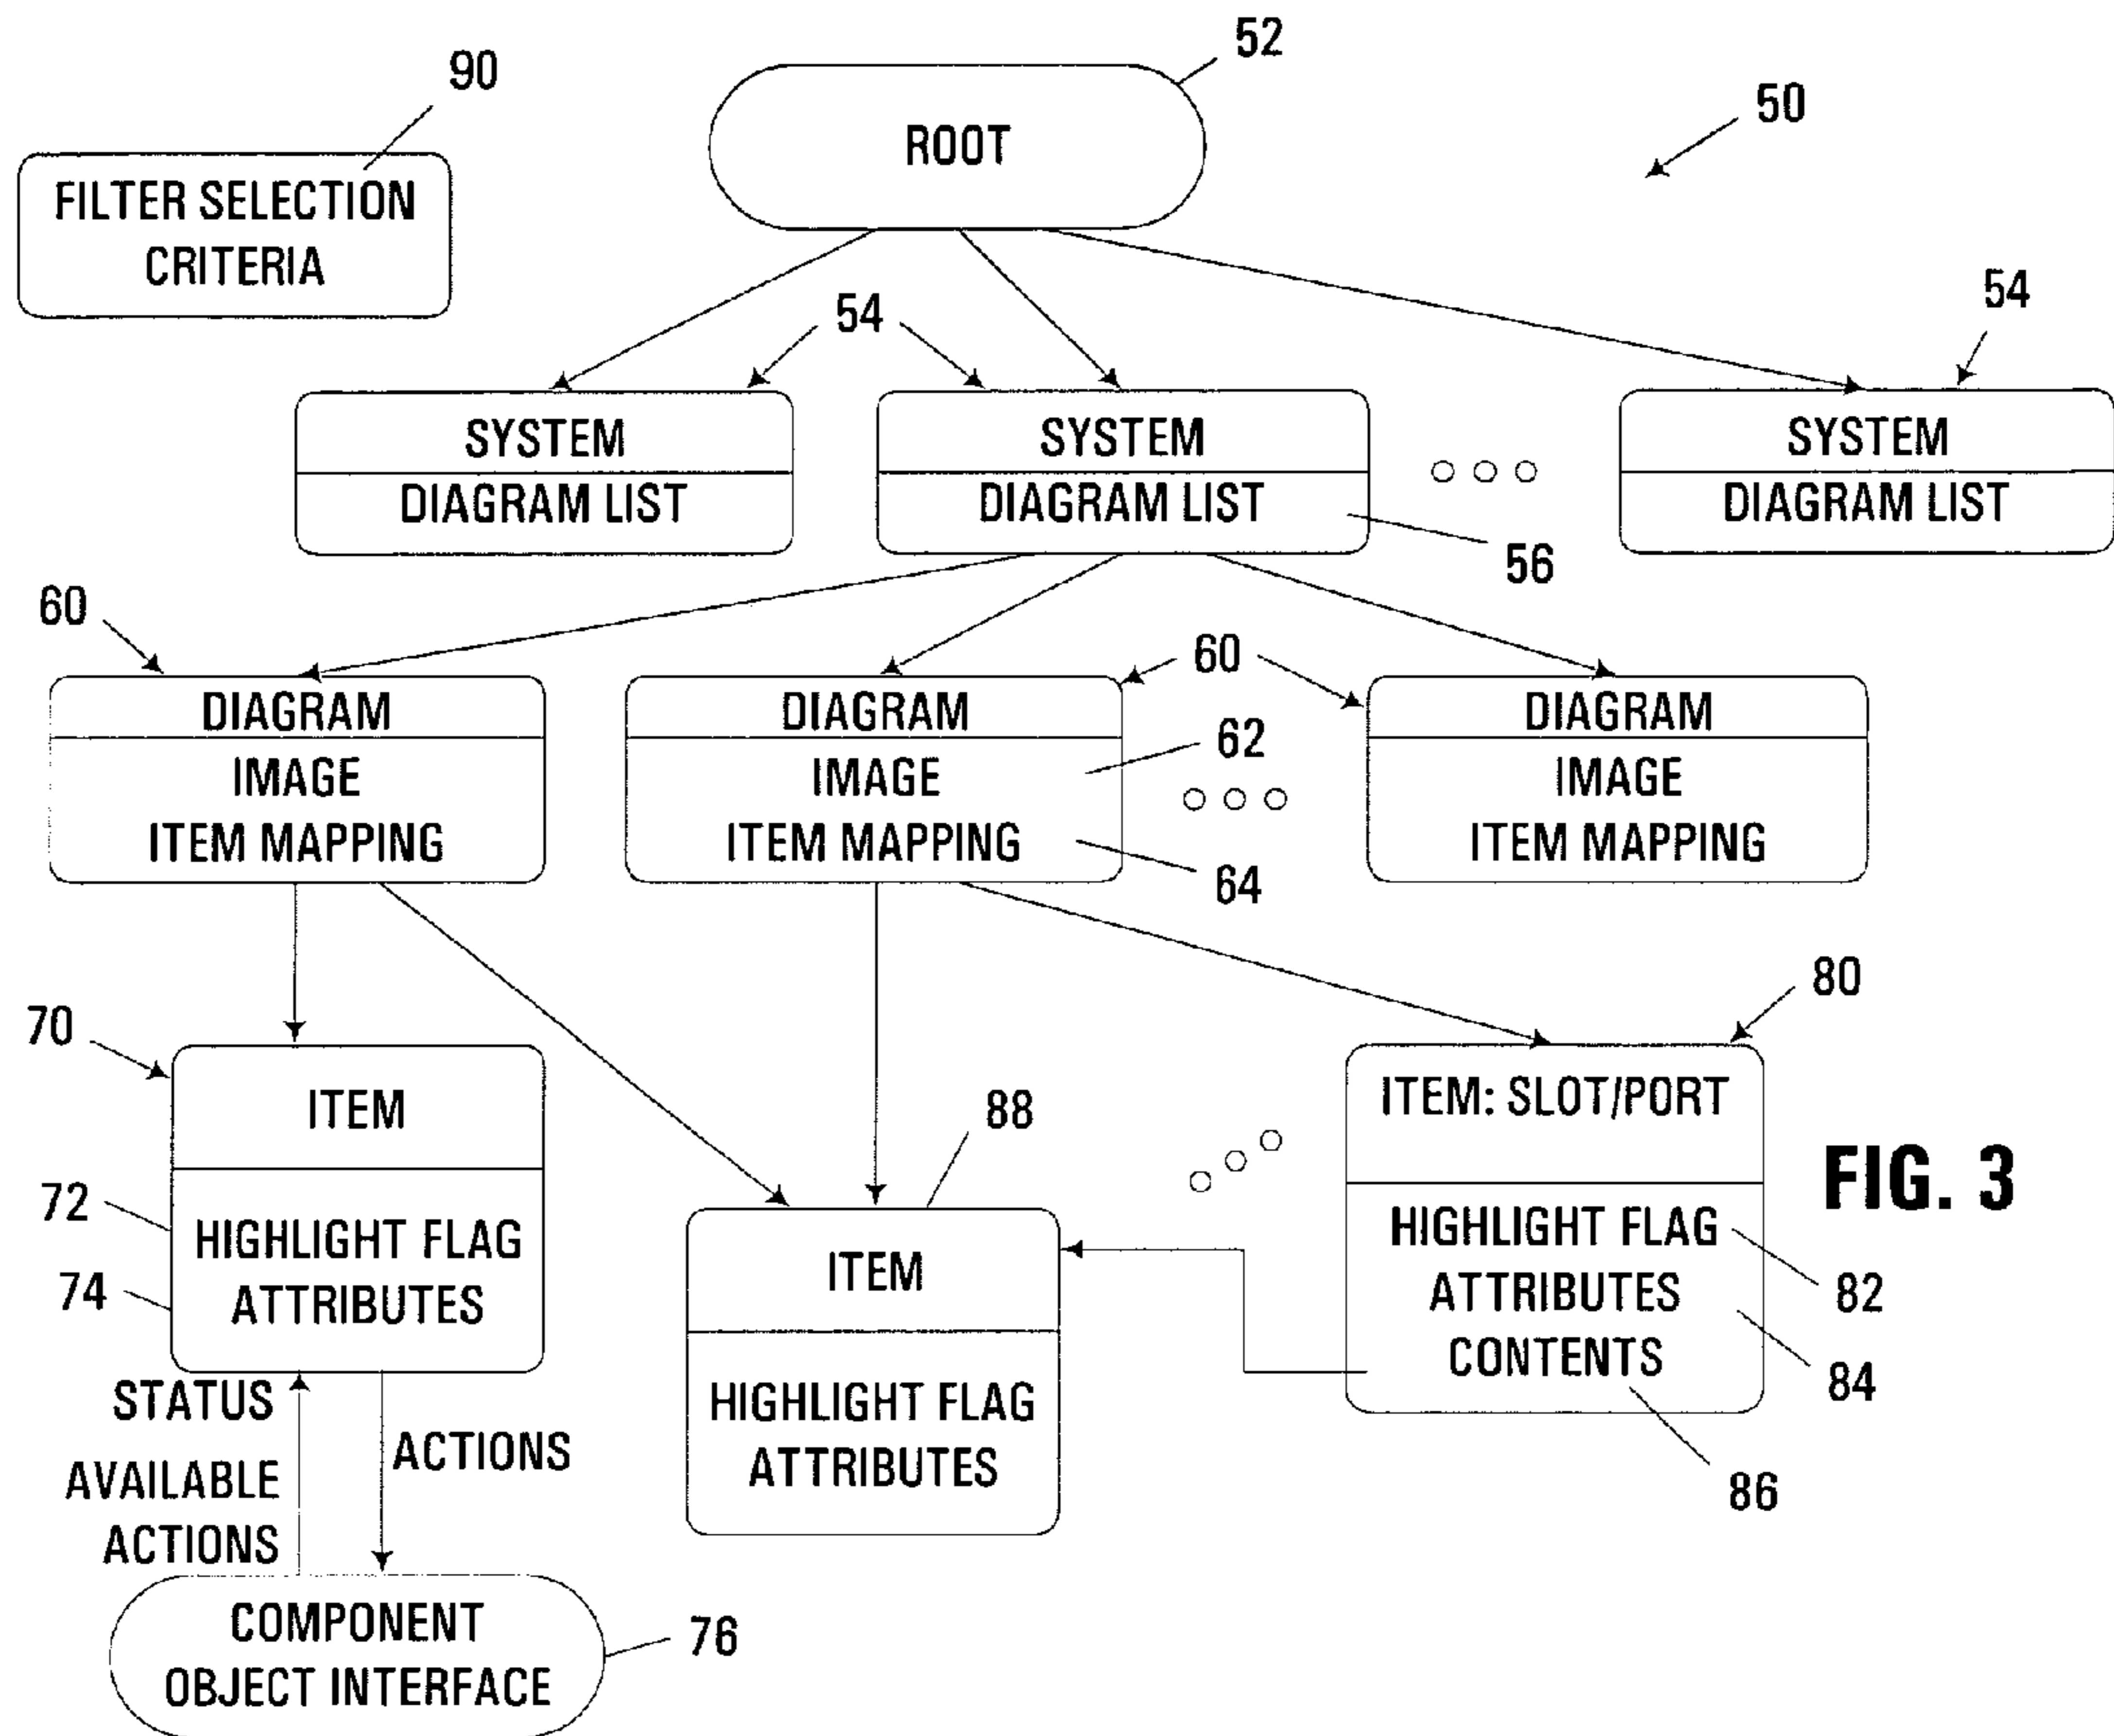 52
90
50
ROOT
FILTER SELECTION
CRITERIA
54
54
SYSTEM
DIAGRAM LIST
SYSTEM
DIAGRAM LIST
SYSTEM
DIAGRAM LIST
56
60
60
DIAGRAM
IMAGE
ITEM MAPPING
DIAGRAM
IMAGE
ITEM MAPPING
62
64
DIAGRAM
IMAGE
ITEM MAPPING
70
ITEM
72
HIGHLIGHT FLAG
74
ATTRIBUTES
88
ITEM
HIGHLIGHT FLAG
ATTRIBUTES
80
ITEM: SLOT/PORT
HIGHLIGHT FLAG
ATTRIBUTES
CONTENTS
82
84
86
FIG. 3
STATUS
AVAILABLE
ACTIONS
ACTIONS
COMPONENT
OBJECT INTERFACE
76